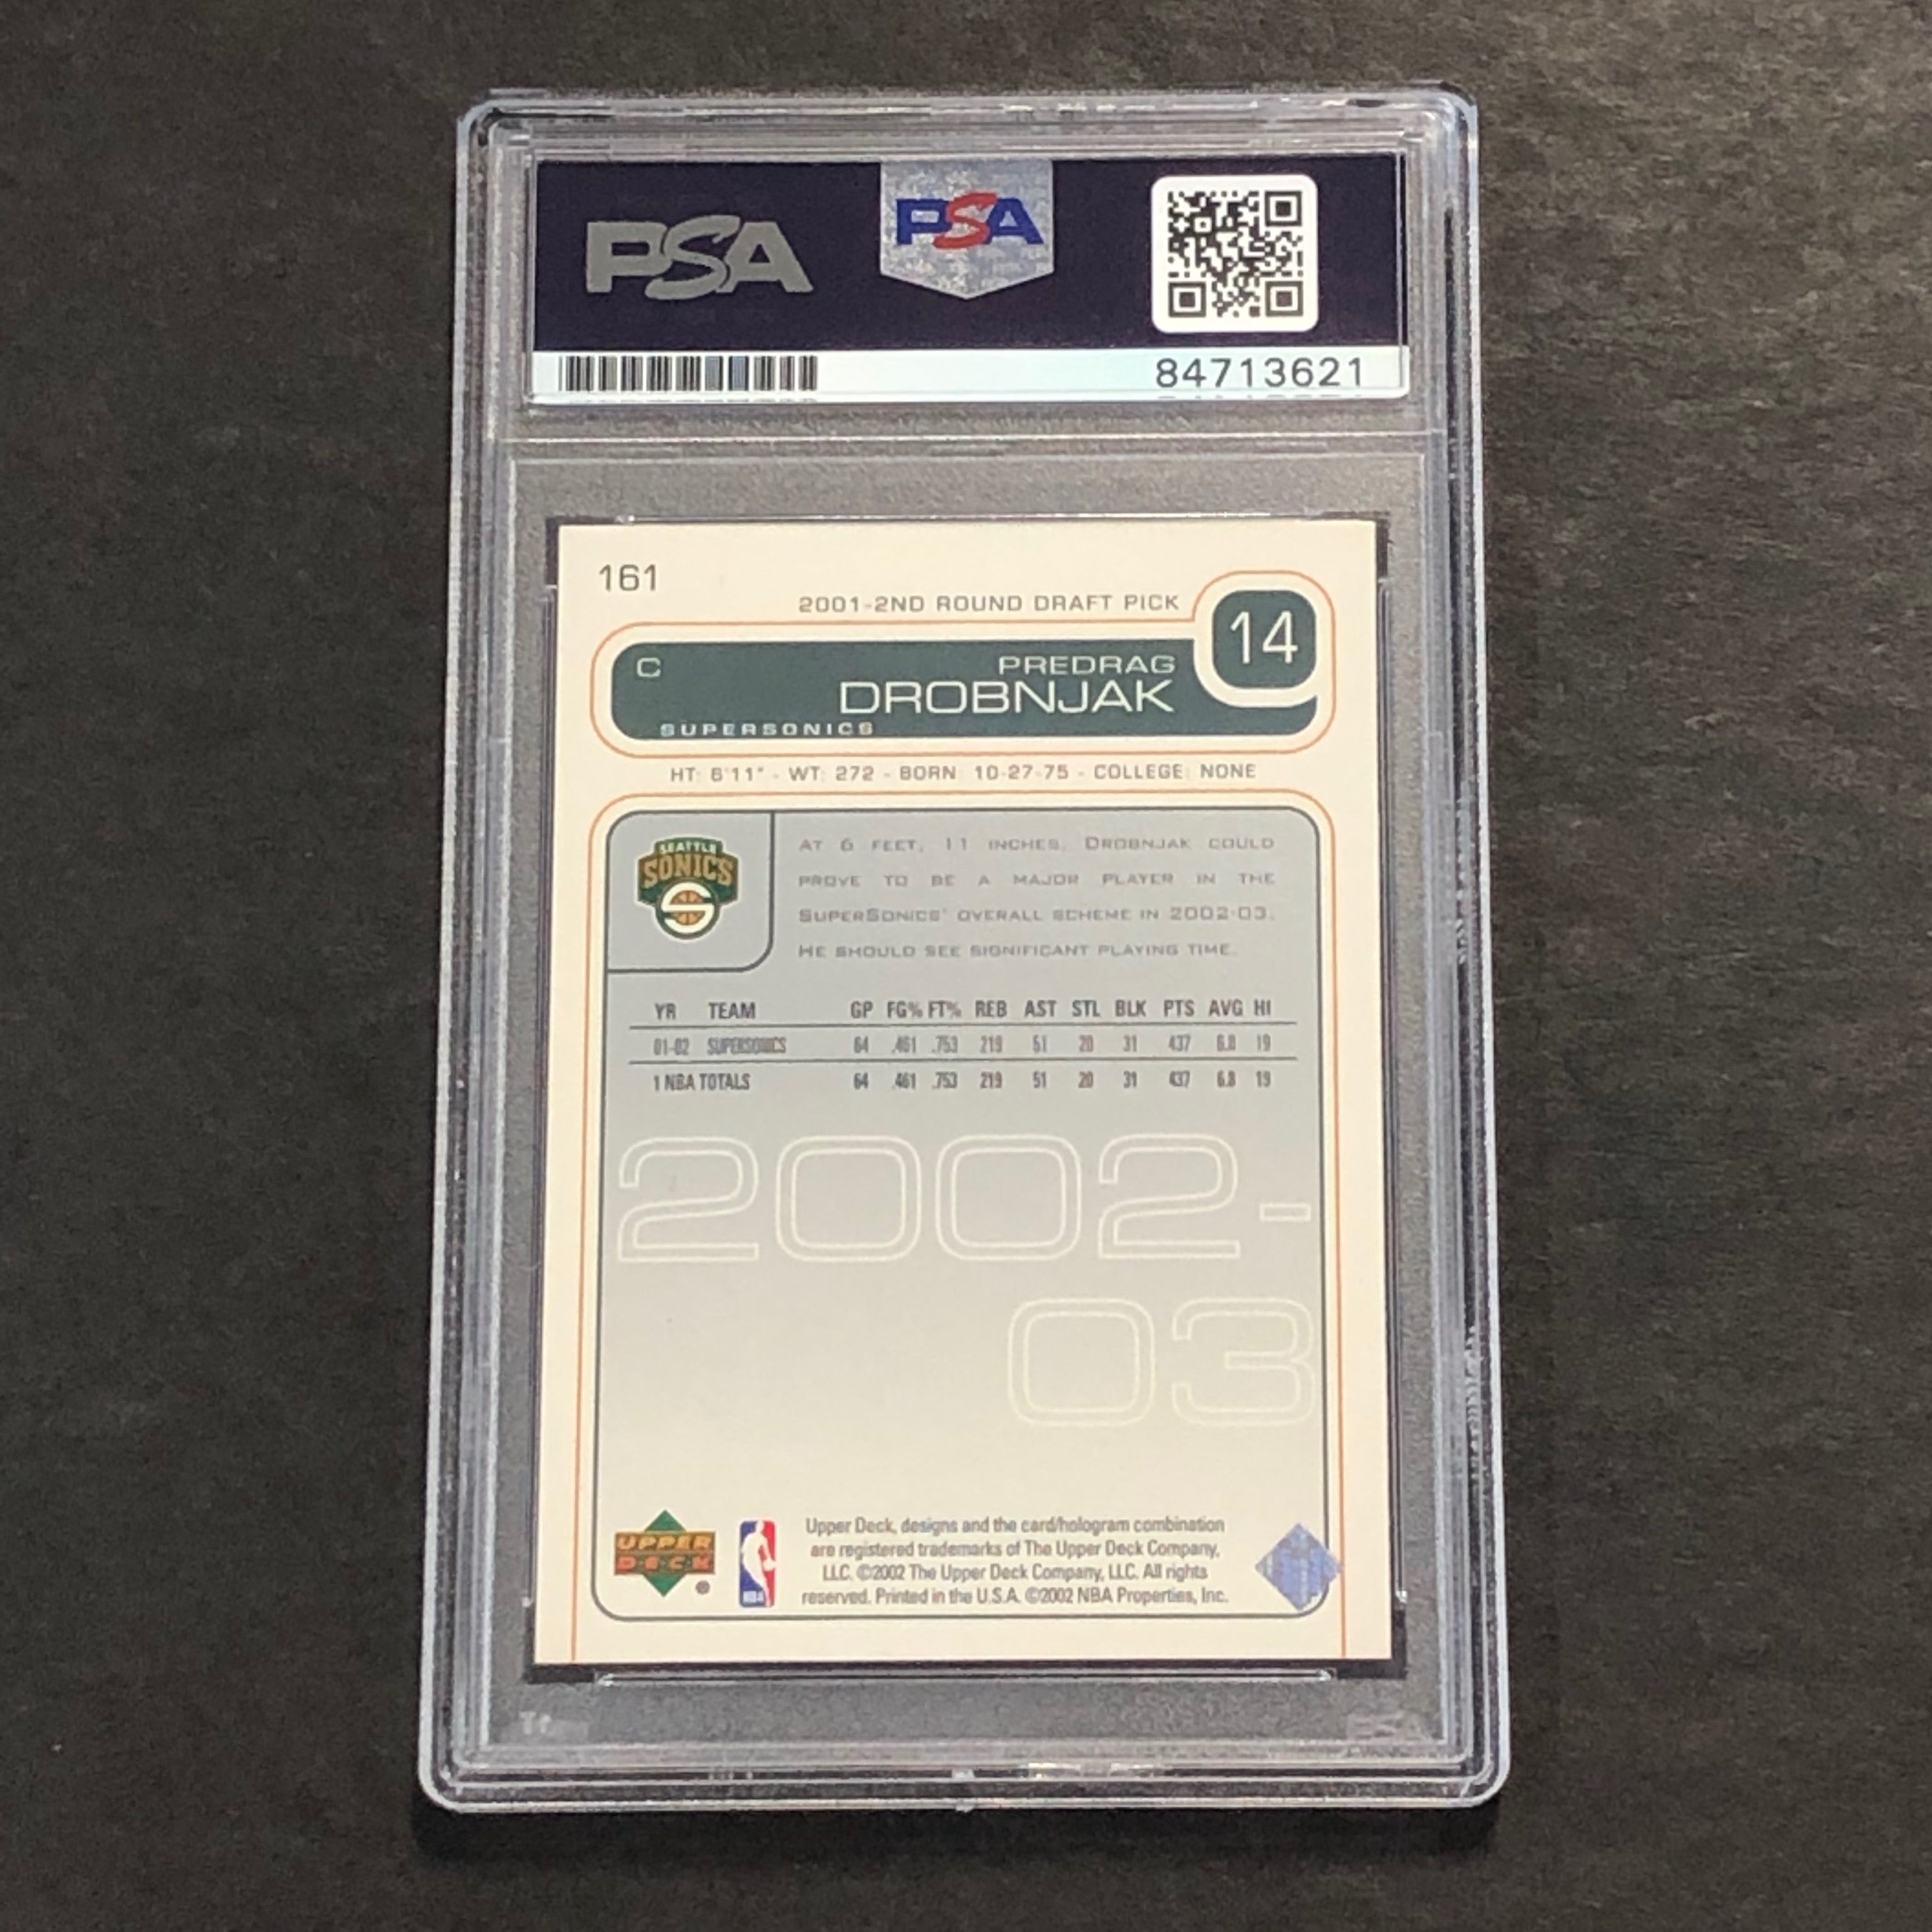 PSA
PSA
84713621
161
2001-2ND ROUND DRAFT PICK
14
C
PREDRAG
DROBNJAK
SUPERSONICS
HT: 6'11" - WT: 272 - BORN: 10-27-75 - COLLEGE: NONE
SEATTLE
SONICS
AT 6 FEET, 11 INCHES, DROBNJAK COULD
PROVE TO BE A MAJOR PLAYER IN THE
SUPERSONICS' OVERALL SCHEME IN 2002-03.
HE SHOULD SEE SIGNIFICANT PLAYING TIME.
YR TEAM GP FG% FT% REB AST STL BLK PTS AVG HI
01-02 SUPERSONICS 64 .461 .753 219 51 20 31 437 6.8 19
1 NBA TOTALS 64 .461 .753 219 51 20 31 437 6.8 19
2002-
03
UPPER
DECK
®
NBA
Upper Deck, designs and the card/hologram combination
are registered trademarks of The Upper Deck Company,
LLC. ©2002 The Upper Deck Company, LLC. All rights
reserved. Printed in the U.S.A. ©2002 NBA Properties, Inc.
PSA